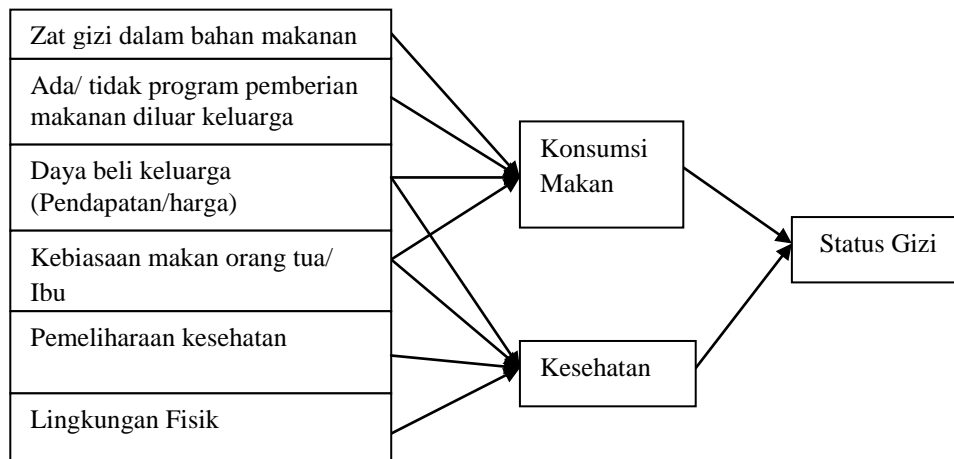 Zat gizi dalam bahan makanan
Ada/ tidak program pemberian
makanan diluar keluarga
Daya beli keluarga
(Pendapatan/harga)
Kebiasaan makan orang tua/
Ibu
Pemeliharaan kesehatan
Lingkungan Fisik
Konsumsi
Makan
Kesehatan
Status Gizi